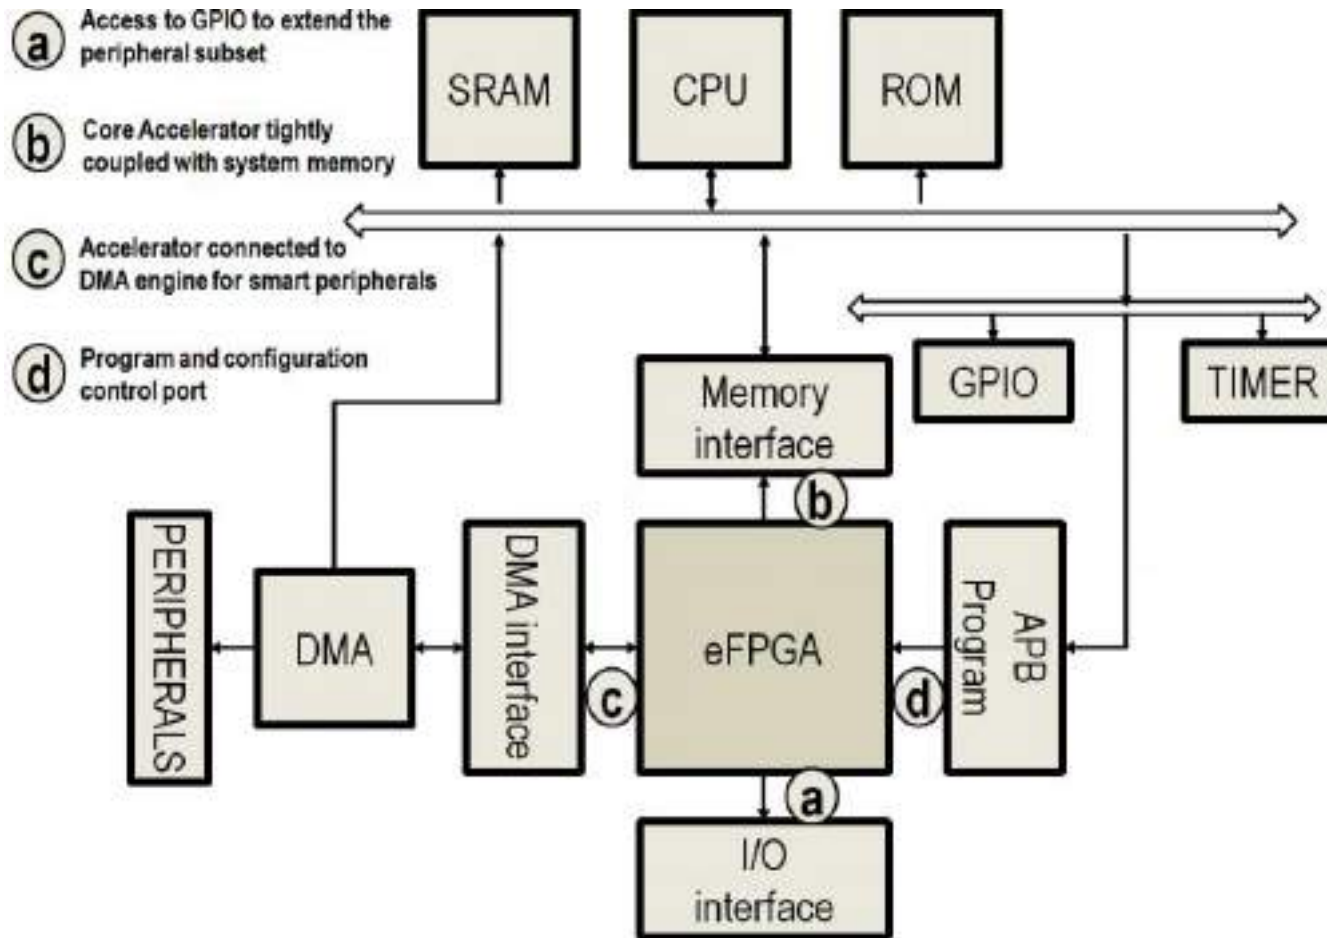 a
Access to GPIO to extend the
peripheral subset
b
Core Accelerator tightly
coupled with system memory
c
Accelerator connected to
DMA engine for smart peripherals
d
Program and configuration
control port
SRAM
CPU
ROM
GPIO
TIMER
Memory
interface
b
PERIPHERALS
DMA
DMA interface
c
eFPGA
d
APB
Program
a
I/O
interface